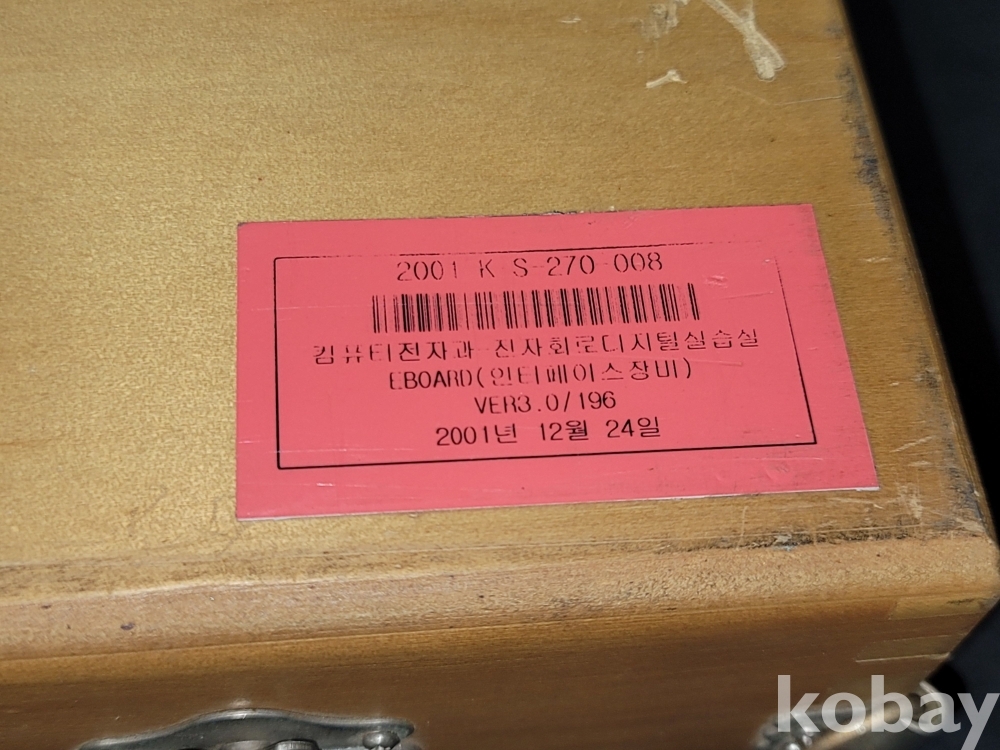 2001 K S-270-008
컴퓨터전자과 전자회로디지털실습실
EBOARD(인터페이스장비)
VER3.0/196
2001년 12월 24일
kobay